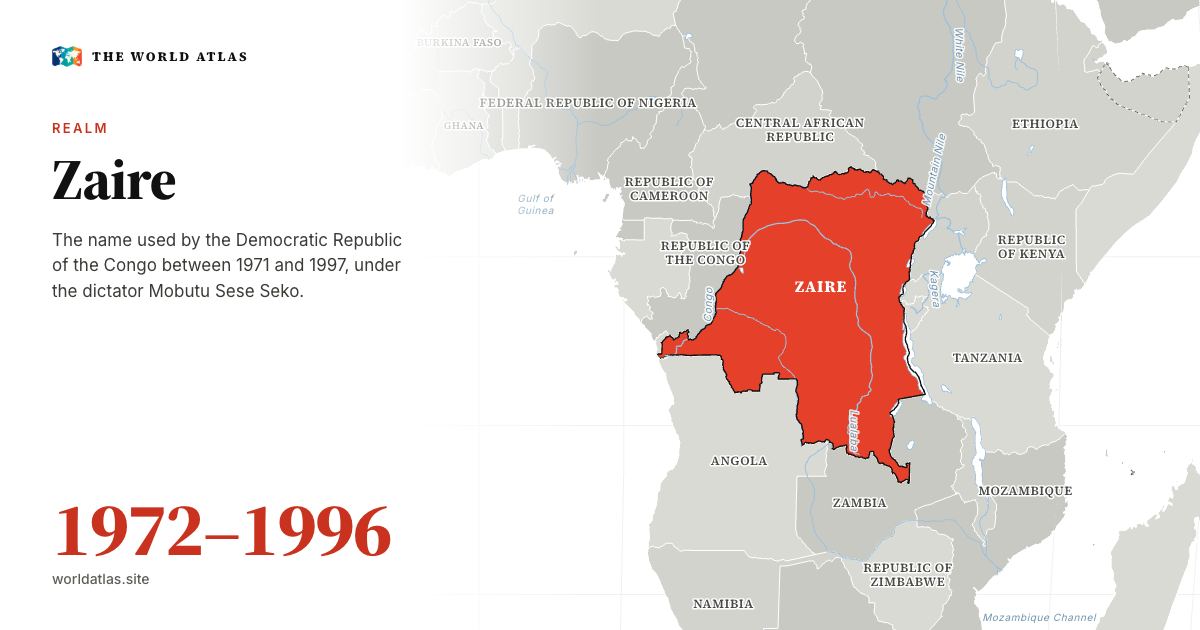 THE WORLD ATLAS
REALM
Zaire
The name used by the Democratic Republic
of the Congo between 1971 and 1997, under
the dictator Mobutu Sese Seko.
1972–1996
worldatlas.site
BURKINA FASO
White Nile
FEDERAL REPUBLIC OF NIGERIA
GHANA
CENTRAL AFRICAN
REPUBLIC
ETHIOPIA
Mountain Nile
REPUBLIC OF
CAMEROON
Gulf of
Guinea
REPUBLIC OF
THE CONGO
REPUBLIC
OF KENYA
ZAIRE
Kagera
Congo
TANZANIA
Lualaba
ANGOLA
ZAMBIA
MOZAMBIQUE
REPUBLIC OF
ZIMBABWE
NAMIBIA
Mozambique Channel